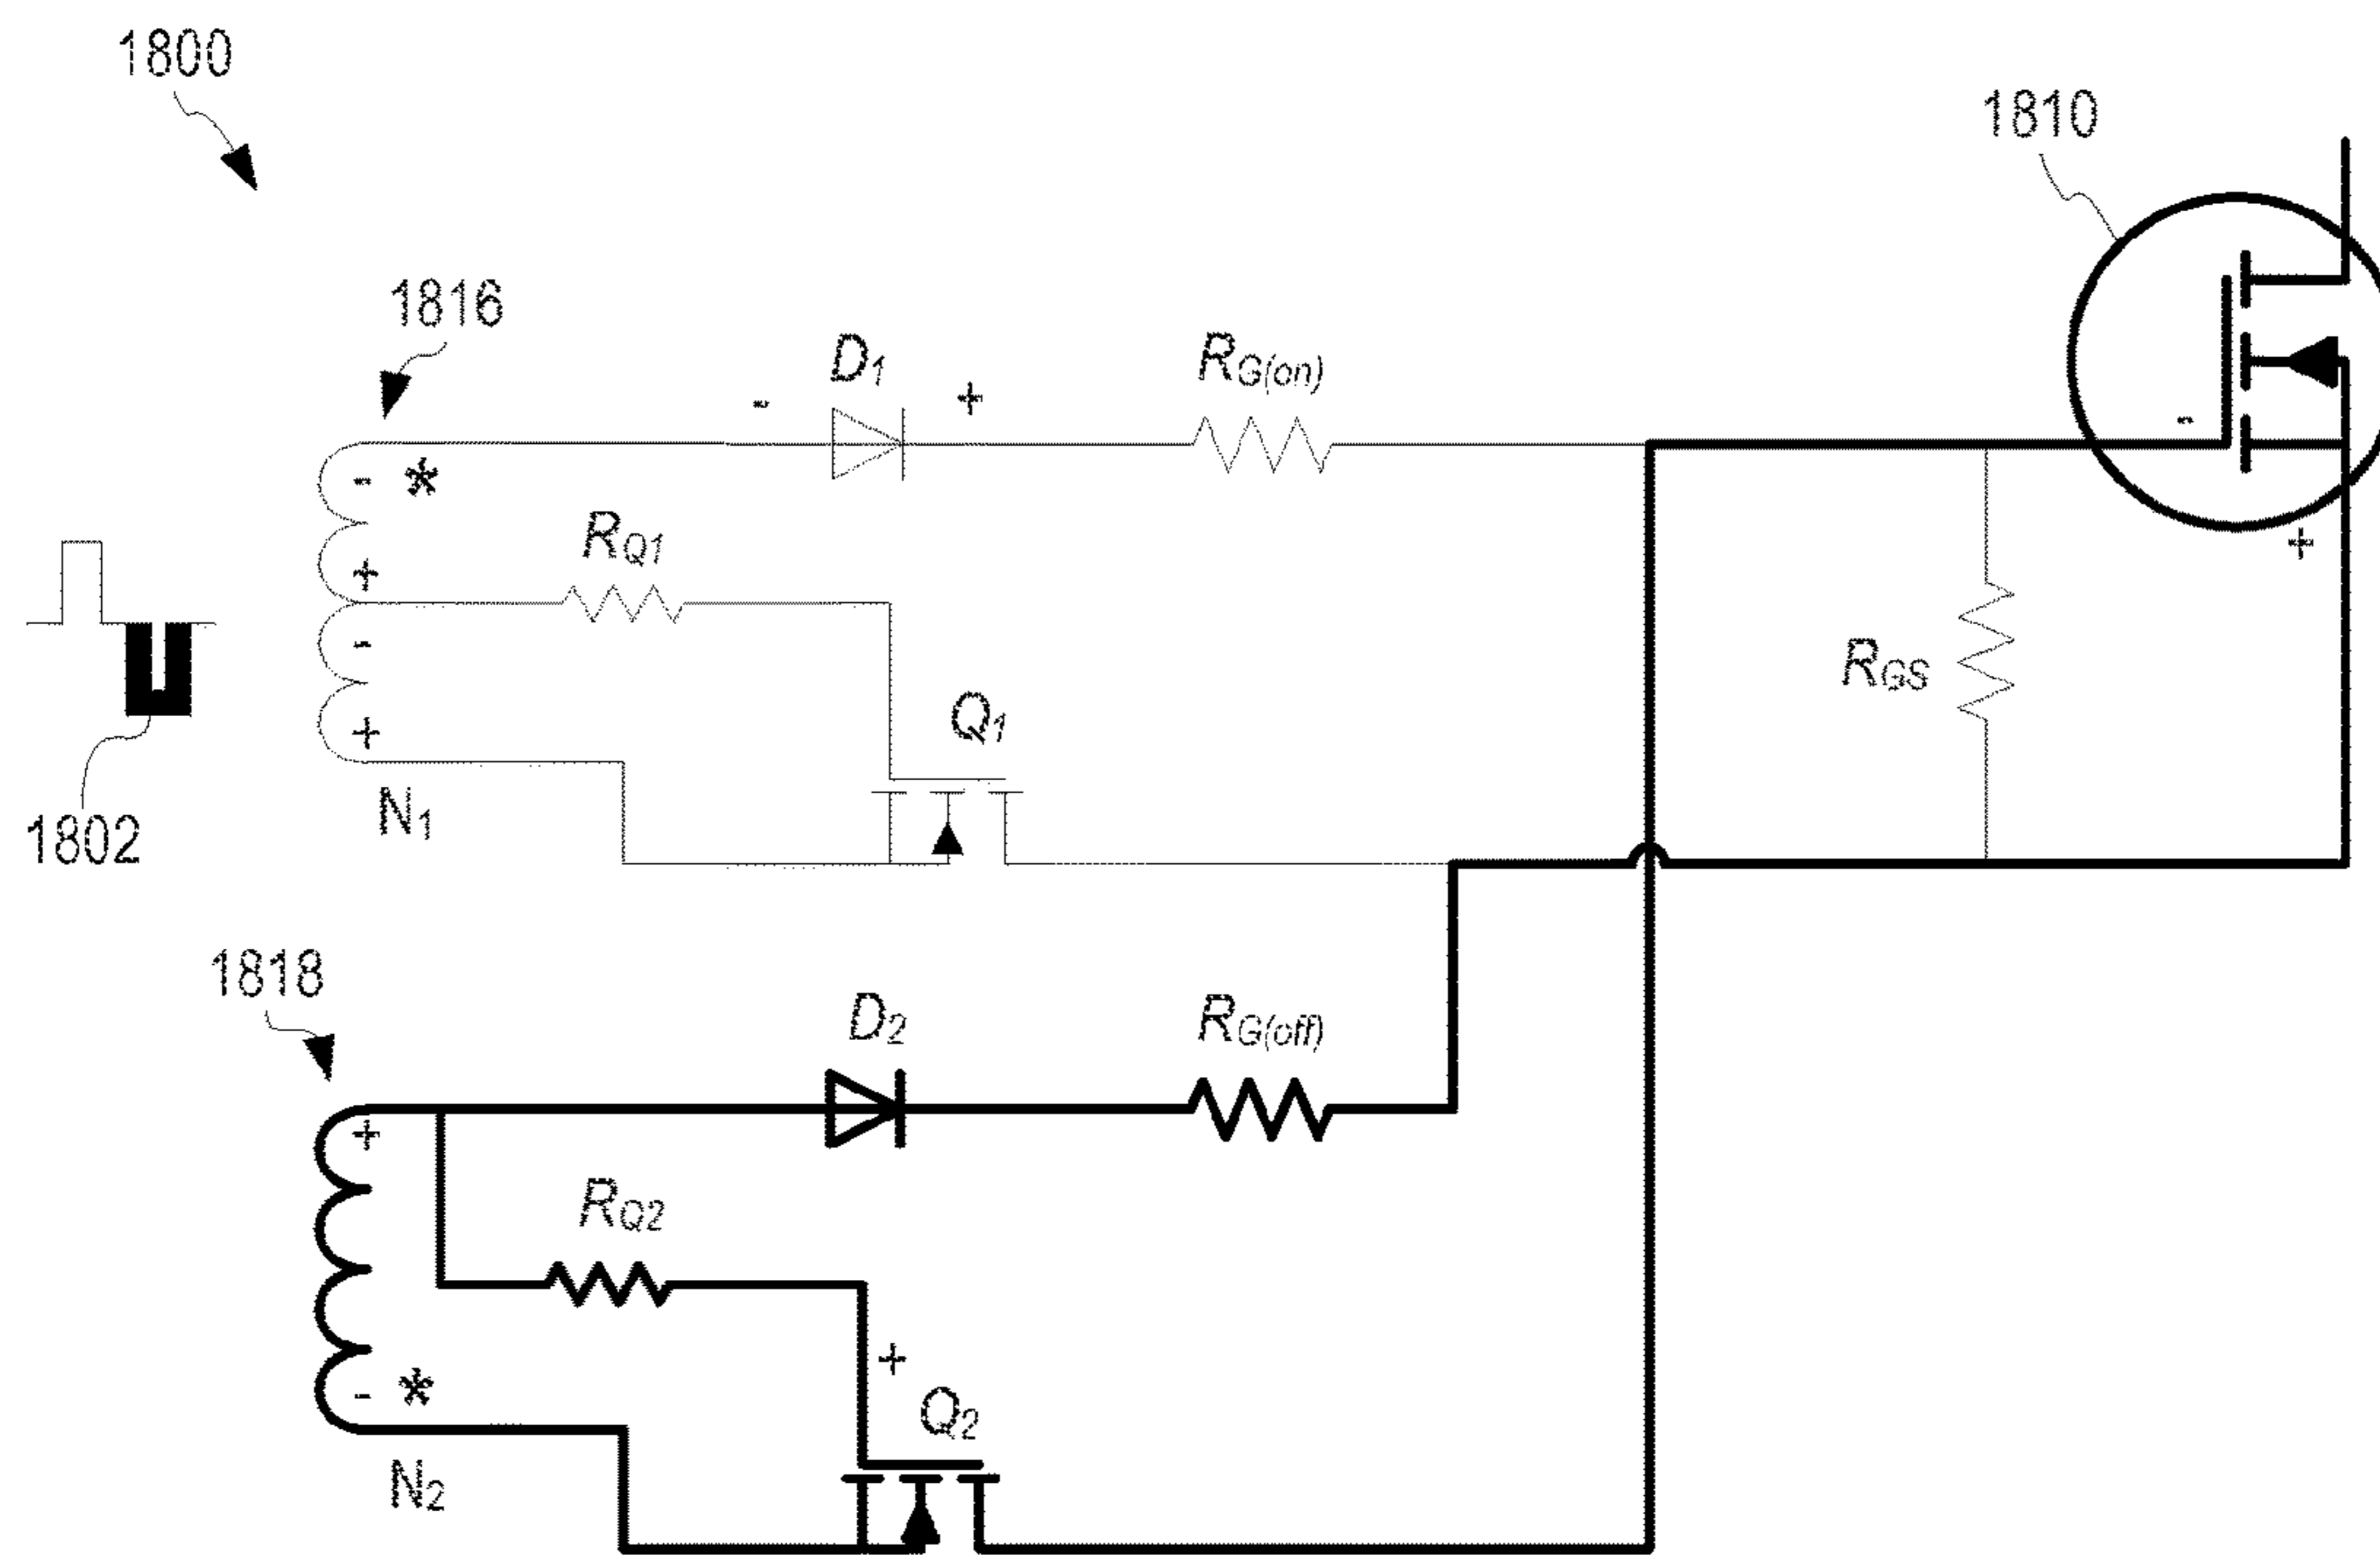 1800
1810
1816
D1
RG(on)
- +
-
- *
RQ1
+
+
-
RGS
Q1
+
N1
1802
1818
D2
RG(off)
+
RQ2
+
- *
Q2
N2